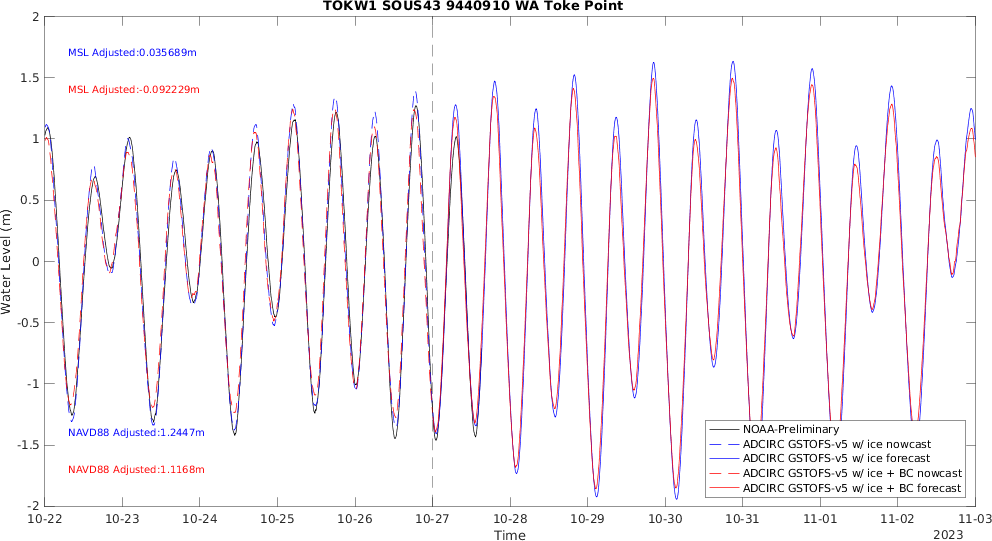 TOKW1 SOUS43 9440910 WA Toke Point
2
1.5
1
0.5
0
-0.5
-1
-1.5
-2
Water Level (m)
MSL Adjusted:0.035689m
MSL Adjusted:-0.092229m
NAVD88 Adjusted:1.2447m
NAVD88 Adjusted:1.1168m
NOAA-Preliminary
ADCIRC GSTOFS-v5 w/ ice nowcast
ADCIRC GSTOFS-v5 w/ ice forecast
ADCIRC GSTOFS-v5 w/ ice + BC nowcast
ADCIRC GSTOFS-v5 w/ ice + BC forecast
10-22 10-23 10-24 10-25 10-26 10-27 10-28 10-29 10-30 10-31 11-01 11-02 11-03
Time
2023